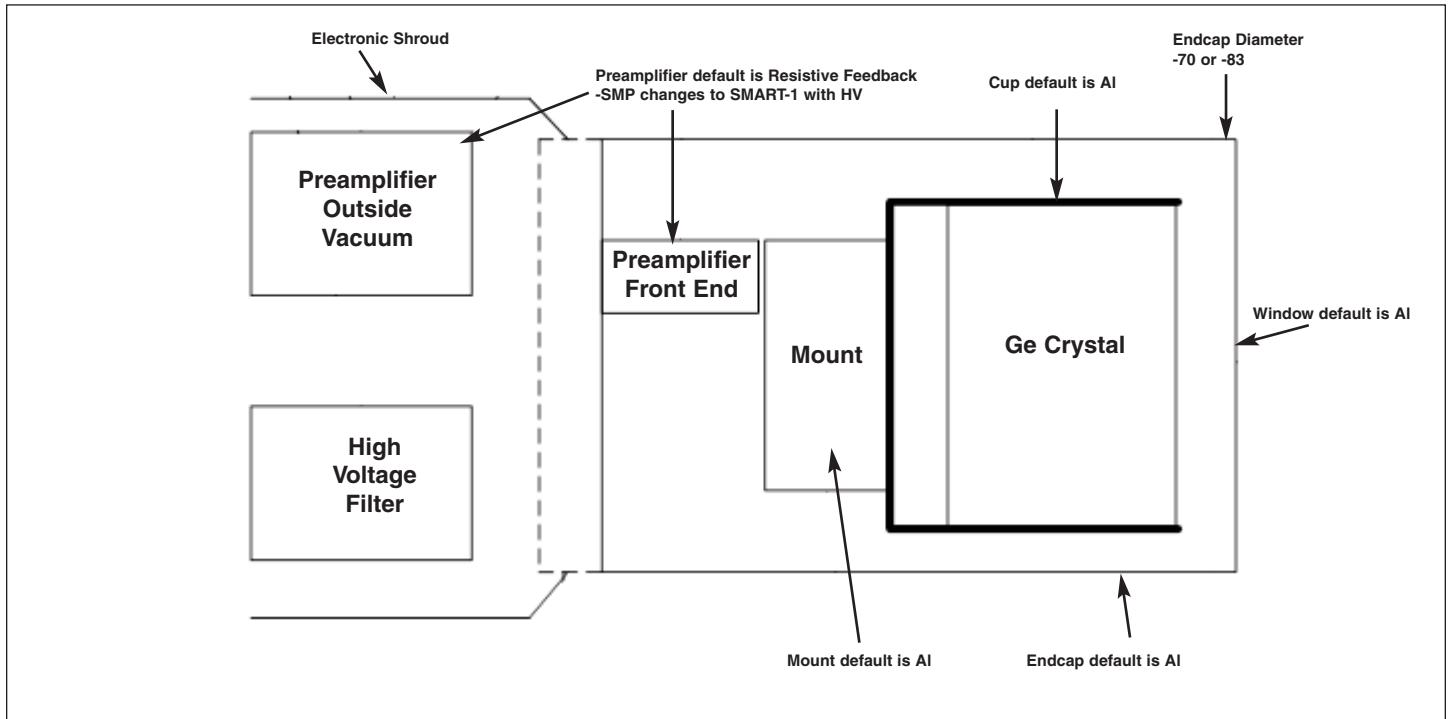 Electronic Shroud
Endcap Diameter
-70 or -83
Preamplifier default is Resistive Feedback
-SMP changes to SMART-1 with HV
Cup default is Al
Preamplifier
Outside
Vacuum
Preamplifier
Front End
Mount
Ge Crystal
Window default is Al
High
Voltage
Filter
Mount default is Al
Endcap default is Al